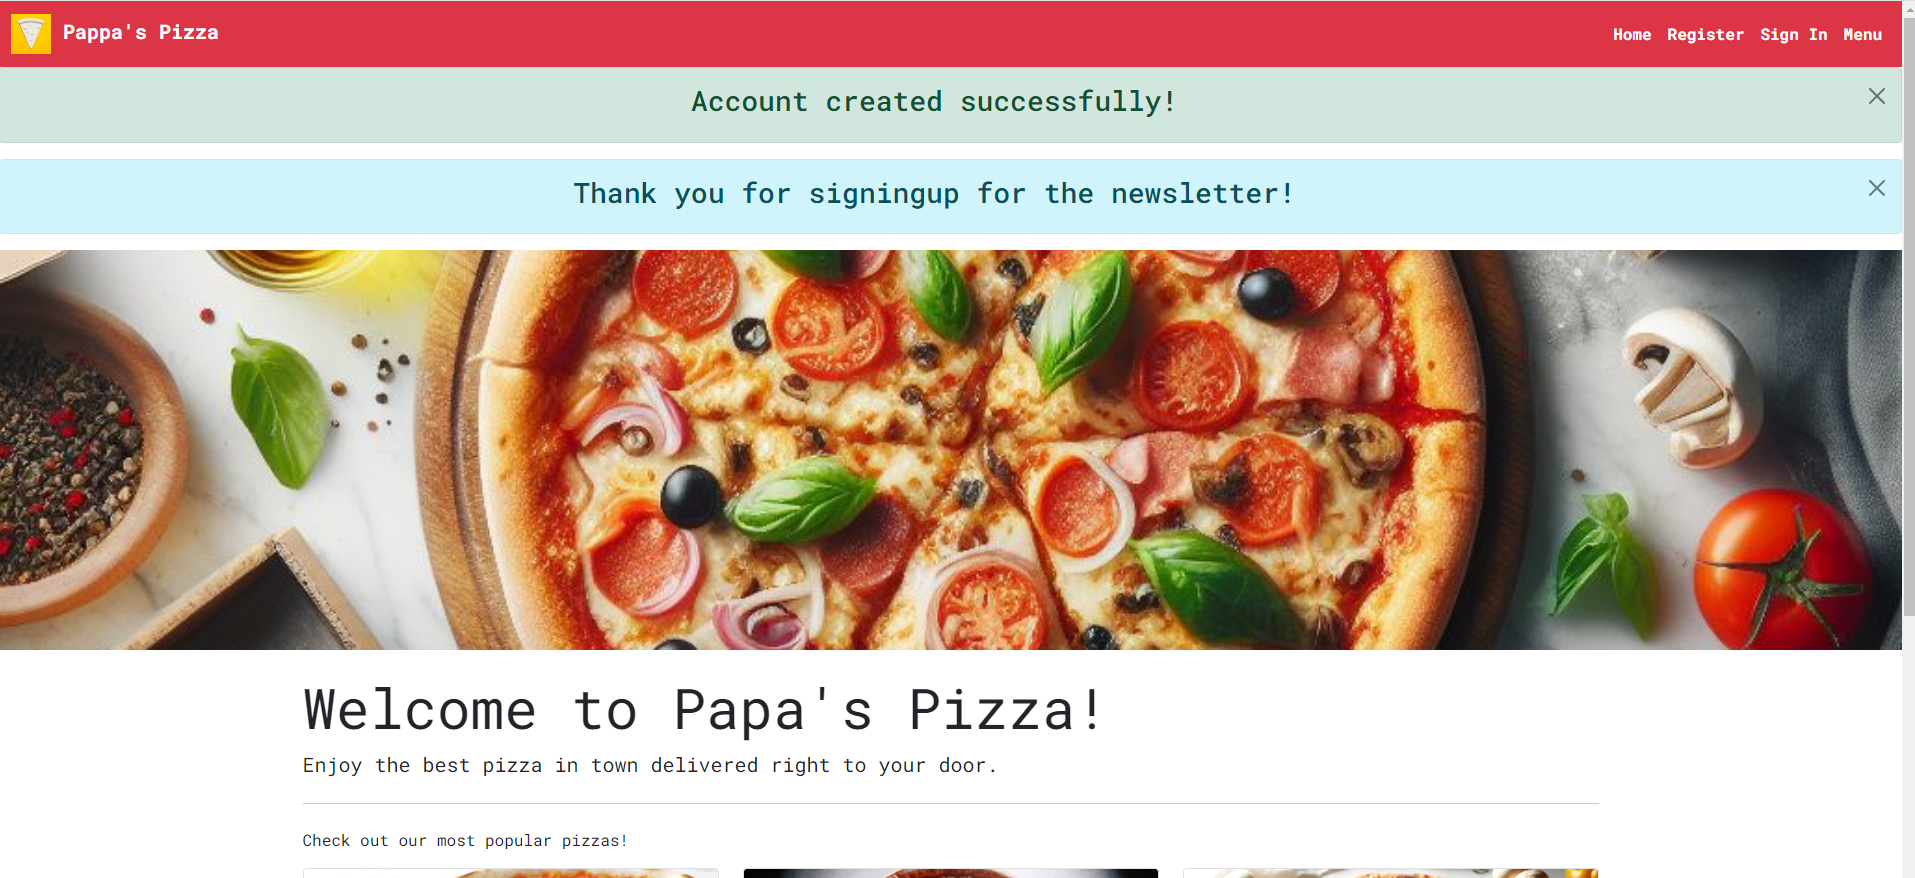 Pappa's Pizza
Home Register Sign In Menu
Account created successfully!
Thank you for signingup for the newsletter!
Welcome to Papa's Pizza!
Enjoy the best pizza in town delivered right to your door.
Check out our most popular pizzas!